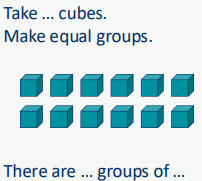 Take ... cubes.
Make equal groups.
There are ... groups of ...